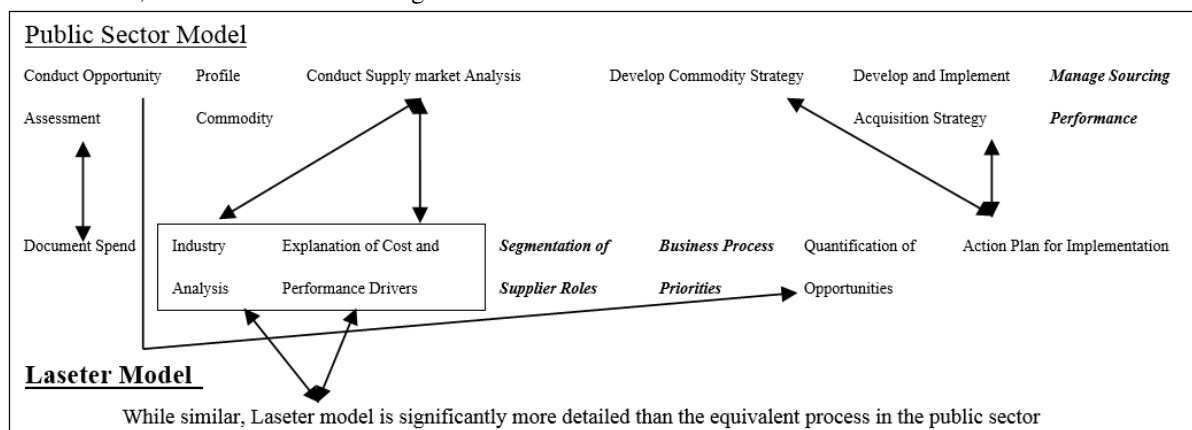 Public Sector Model
Conduct Opportunity Profile Conduct Supply market Analysis Develop Commodity Strategy Develop and Implement Manage Sourcing
Assessment Commodity Acquisition Strategy Performance
Document Spend Industry Explanation of Cost and Segmentation of Business Process Quantification of Action Plan for Implementation
Analysis Performance Drivers Supplier Roles Priorities Opportunities
Laseter Model
While similar, Laseter model is significantly more detailed than the equivalent process in the public sector